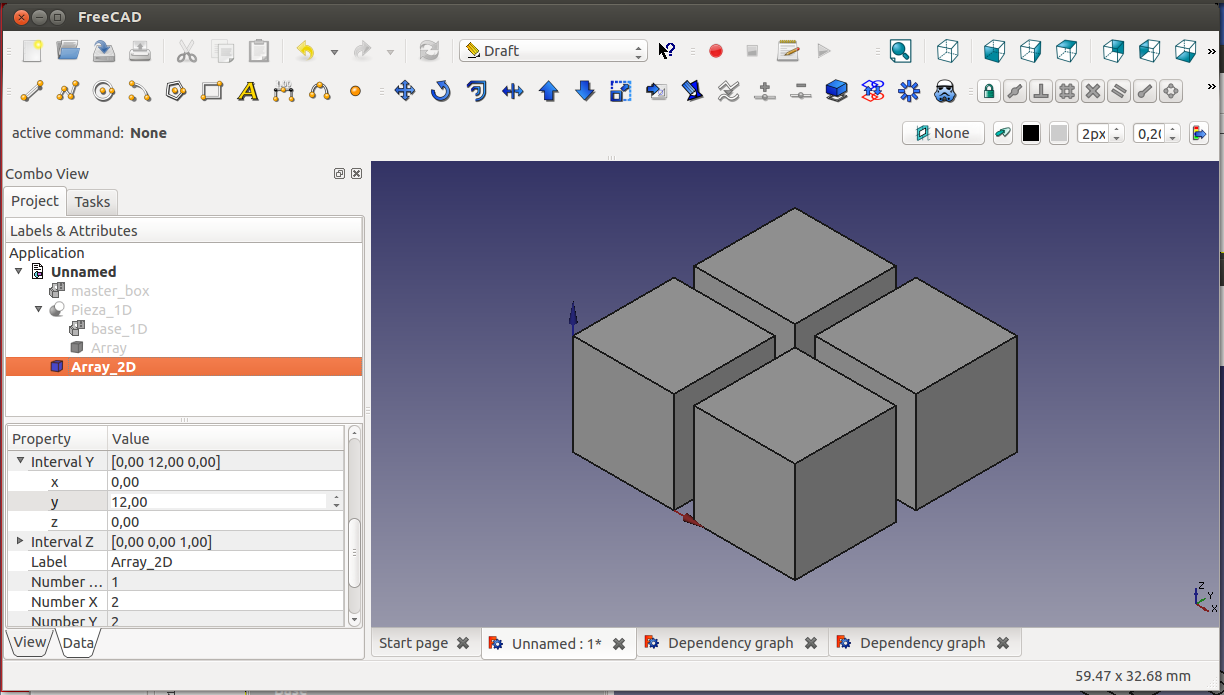 FreeCAD
Draft
active command: None
None
2px
0,20
Combo View
Project
Tasks
Labels & Attributes
Application
Unnamed
master_box
Pieza_1D
base_1D
Array
Array_2D
Property Value
Interval Y [0,00 12,00 0,00]
x 0,00
y 12,00
z 0,00
Interval Z [0,00 0,00 1,00]
Label Array_2D
Number ... 1
Number X 2
Number Y 2
View Data
Z
Y
X
Start page
Unnamed : 1*
Dependency graph
Dependency graph
59.47 x 32.68 mm